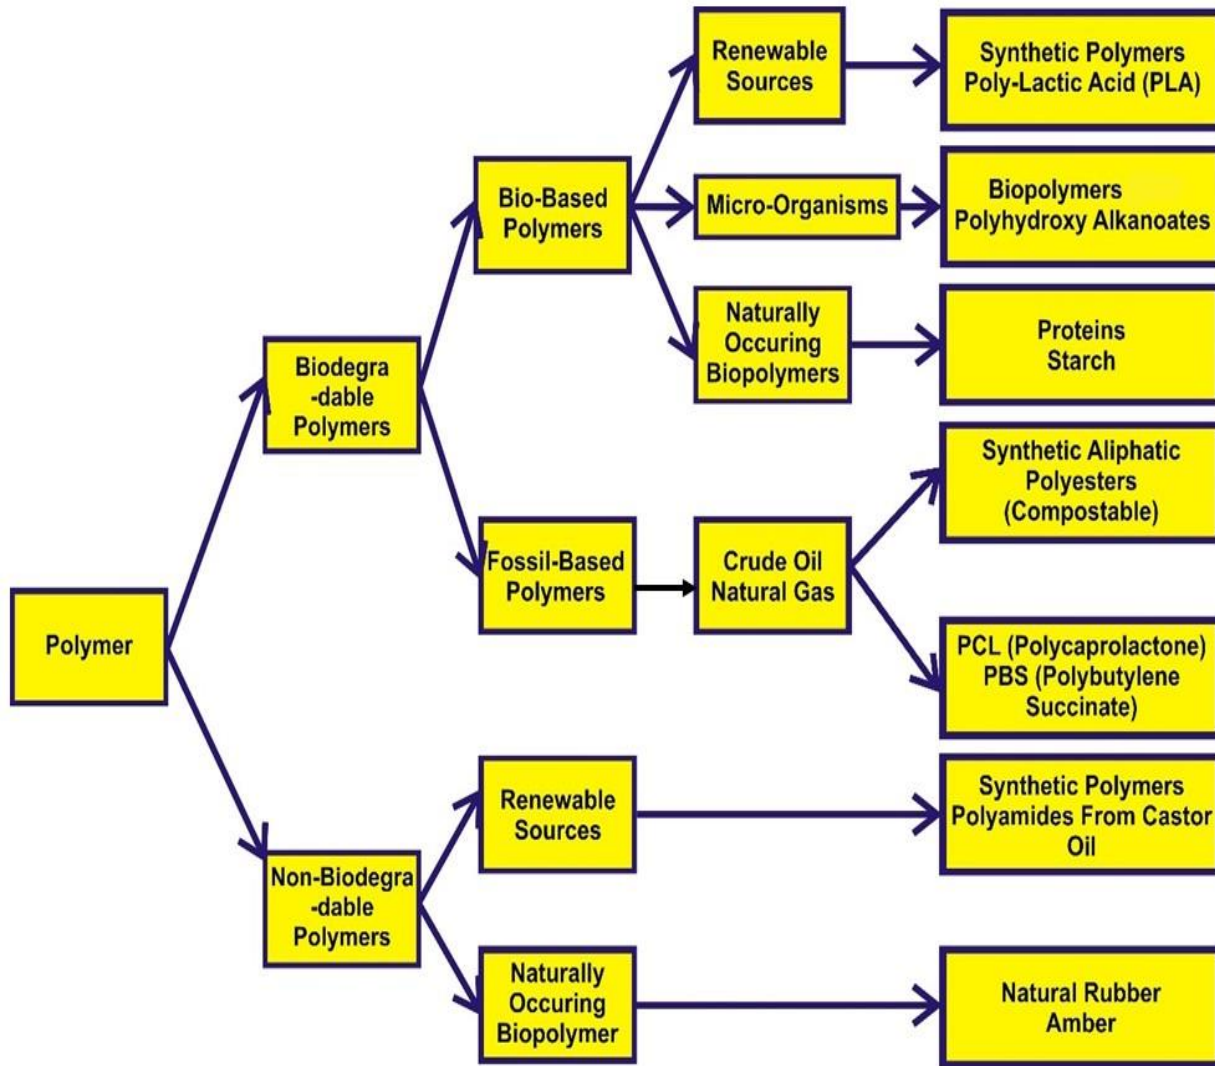 Polymer
Biodegra
-dable
Polymers
Non-Biodegra
-dable
Polymers
Bio-Based
Polymers
Fossil-Based
Polymers
Renewable
Sources
Naturally
Occuring
Biopolymer
Renewable
Sources
Micro-Organisms
Naturally
Occuring
Biopolymers
Crude Oil
Natural Gas
Synthetic Polymers
Poly-Lactic Acid (PLA)
Biopolymers
Polyhydroxy Alkanoates
Proteins
Starch
Synthetic Aliphatic
Polyesters
(Compostable)
PCL (Polycaprolactone)
PBS (Polybutylene
Succinate)
Synthetic Polymers
Polyamides From Castor
Oil
Natural Rubber
Amber